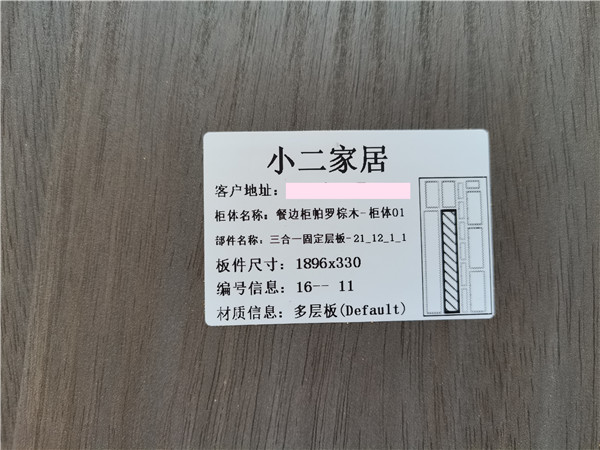 小二家居
客户地址：
柜体名称：餐边柜帕罗棕木-柜体01
部件名称：三合一固定层板-21_12_1_1
板件尺寸：1896x330
编号信息：16-- 11
材质信息：多层板(Default)